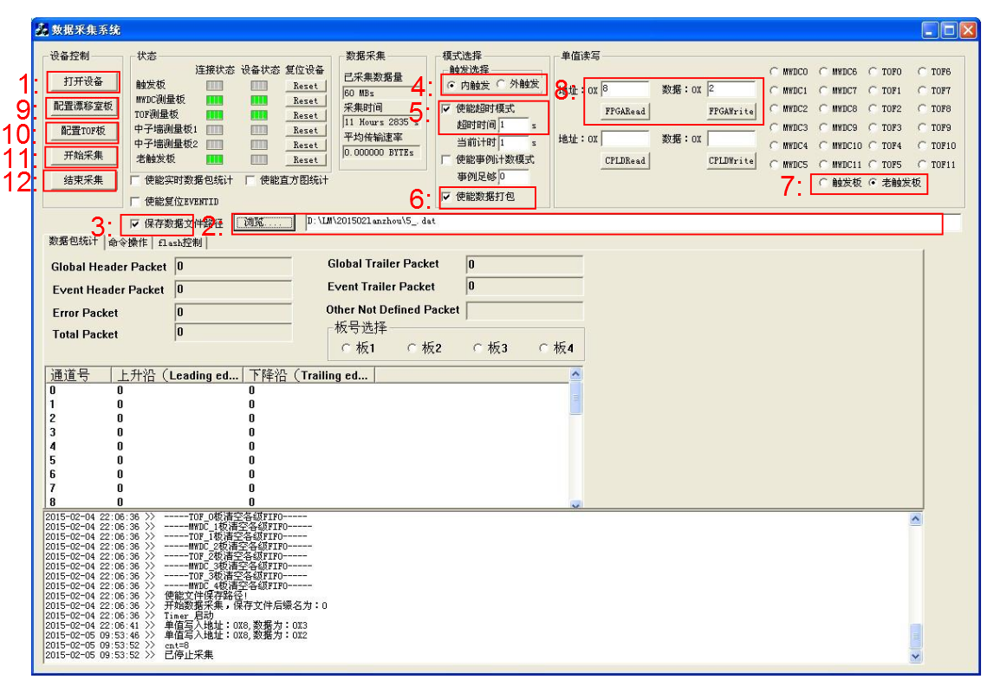 数据采集系统
设备控制
1:
打开设备
9:
配置漂移室板
10:
配置TOF板
11:
开始采集
12:
结束采集
状态
连接状态 设备状态 复位设备
触发板 Reset
MWDC测量板 Reset
TOF测量板 Reset
中子墙测量板1 Reset
中子墙测量板2 Reset
老触发板 Reset
使能实时数据包统计 使能直方图统计
使能复位EVENTID
数据采集
已采集数据量
60 MBs
采集时间
11 Hours 2835 s
平均传输速率
0.000000 BYTEs
模式选择
触发选择
4:
内触发 外触发
5:
使能超时模式
超时时间 1 s
当前计时 1 s
使能事例计数模式
事例足够 0
6:
使能数据打包
单值读写
8:
地址:0X 8 数据:0X 2
FPGARead FPGAWrite
地址:0X 数据:0X
CPLDRead CPLDWrite
MWDC0 MWDC6 TOF0 TOF6
MWDC1 MWDC7 TOF1 TOF7
MWDC2 MWDC8 TOF2 TOF8
MWDC3 MWDC9 TOF3 TOF9
MWDC4 MWDC10 TOF4 TOF10
MWDC5 MWDC11 TOF5 TOF11
7:
触发板 老触发板
3:
保存数据文件路径
2:
浏览.... D:\LM\201502lanzhou\5_.dat
数据包统计 命令操作 flash控制
Global Header Packet 0 Global Trailer Packet 0
Event Header Packet 0 Event Trailer Packet 0
Error Packet 0 Other Not Defined Packet
Total Packet 0
板号选择
板1 板2 板3 板4
通道号 上升沿（Leading ed... 下降沿（Trailing ed...
0 0 0
1 0 0
2 0 0
3 0 0
4 0 0
5 0 0
6 0 0
7 0 0
8 0 0
2015-02-04 22:06:36 >> -----TOF_0板清空各级FIFO-----
2015-02-04 22:06:36 >> -----MWDC_1板清空各级FIFO-----
2015-02-04 22:06:36 >> -----TOF_1板清空各级FIFO-----
2015-02-04 22:06:36 >> -----MWDC_2板清空各级FIFO-----
2015-02-04 22:06:36 >> -----TOF_2板清空各级FIFO-----
2015-02-04 22:06:36 >> -----MWDC_3板清空各级FIFO-----
2015-02-04 22:06:36 >> -----TOF_3板清空各级FIFO-----
2015-02-04 22:06:36 >> -----MWDC_4板清空各级FIFO-----
2015-02-04 22:06:36 >> 使能文件保存路径!
2015-02-04 22:06:36 >> 开始数据采集，保存文件后缀名为：0
2015-02-04 22:06:36 >> Timer 启动
2015-02-04 22:06:41 >> 单值写入地址：0X8,数据为：0X3
2015-02-05 09:53:46 >> 单值写入地址：0X8,数据为：0X2
2015-02-05 09:53:52 >> cnt=8
2015-02-05 09:53:52 >> 已停止采集